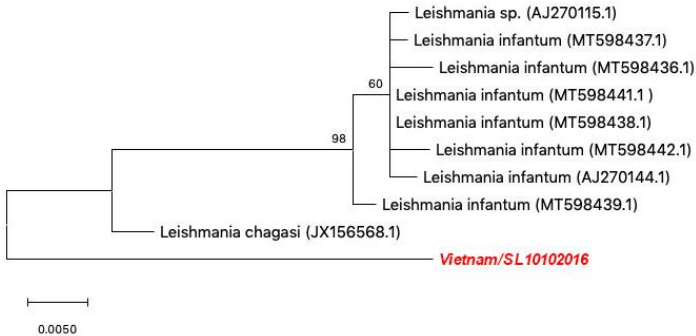 Leishmania sp. (AJ270115.1)
Leishmania infantum (MT598437.1)
Leishmania infantum (MT598436.1)
60
Leishmania infantum (MT598441.1 )
Leishmania infantum (MT598438.1)
98
Leishmania infantum (MT598442.1)
Leishmania infantum (AJ270144.1)
Leishmania infantum (MT598439.1)
Leishmania chagasi (JX156568.1)
Vietnam/SL10102016
0.0050